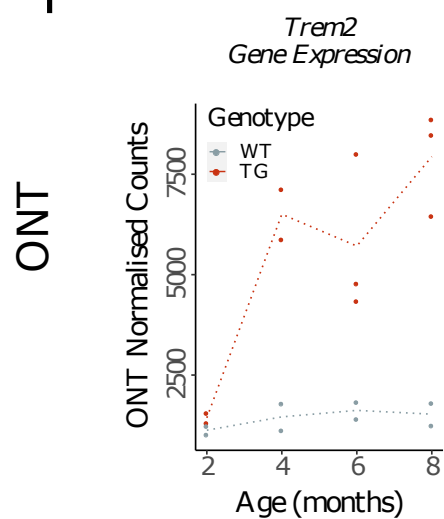 Trem2
Gene Expression
ONT
ONT Normalised Counts
7500
5000
2500
Genotype
WT
TG
2 4 6 8
Age (months)